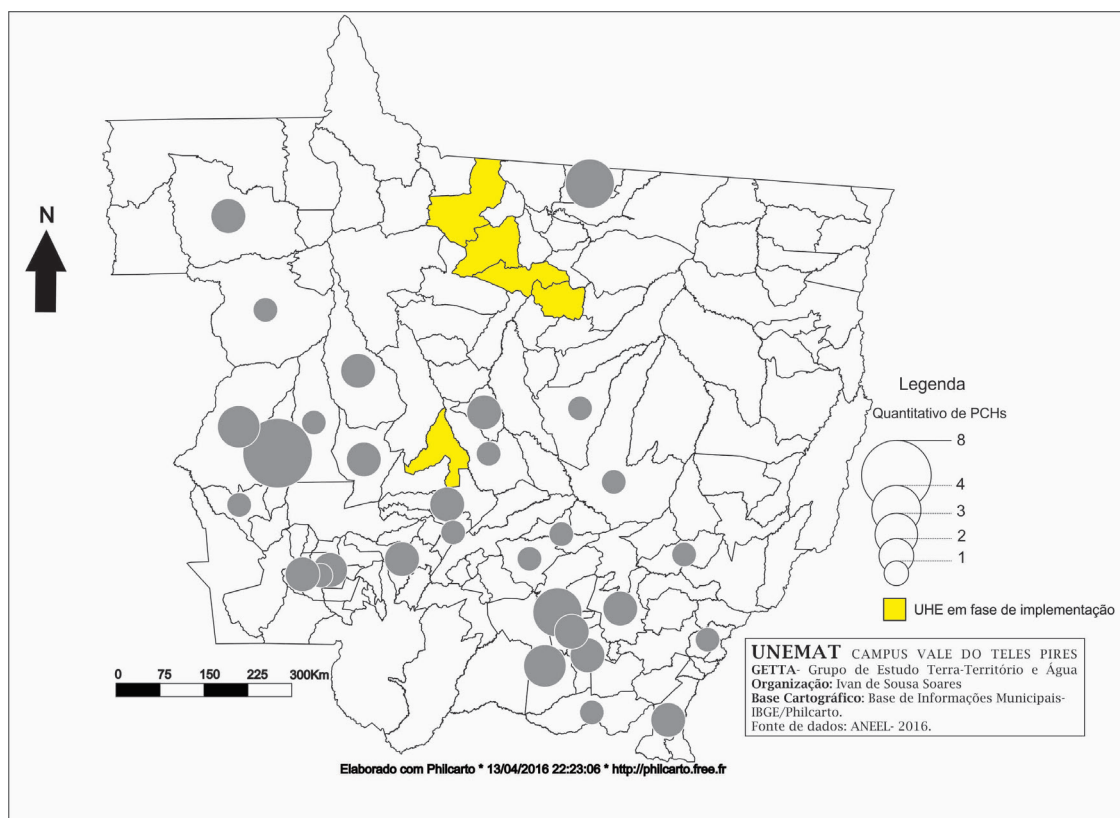 N
Legenda
Quantitativo de PCHs
8
4
3
2
1
UHE em fase de implementação
UNEMAT CAMPUS VALE DO TELES PIRES
GETTA- Grupo de Estudo Terra-Território e Água
Organização: Ivan de Sousa Soares
Base Cartográfico: Base de Informações Municipais-
IBGE/Philcarto.
Fonte de dados: ANEEL- 2016.
0 75 150 225 300Km
Elaborado com Philcarto * 13/04/2016 22:23:06 * http://philcarto.free.fr